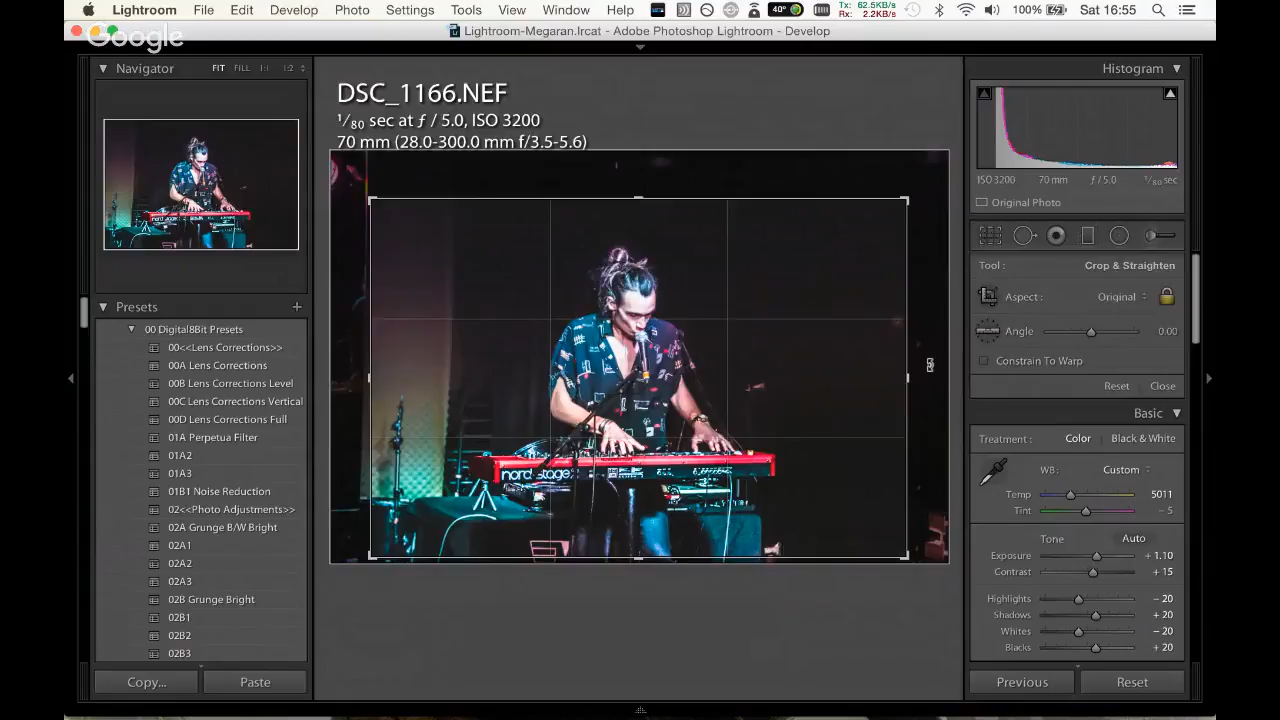 Lightroom File Edit Develop Photo Settings Tools View Window Help 40° Tx: 62.5KB/s Rx: 2.2KB/s 100% Sat 16:55
Google
Lightroom-Megaran.lrcat - Adobe Photoshop Lightroom - Develop
Navigator FIT FILL 1:1 1:2
Presets +
00 Digital8Bit Presets
00<<Lens Corrections>>
00A Lens Corrections
00B Lens Corrections Level
00C Lens Corrections Vertical
00D Lens Corrections Full
01A Perpetua Filter
01A2
01A3
01B1 Noise Reduction
02<<Photo Adjustments>>
02A Grunge B/W Bright
02A1
02A2
02A3
02B Grunge Bright
02B1
02B2
02B3
Copy... Paste
DSC_1166.NEF
1/80 sec at ƒ / 5.0, ISO 3200
70 mm (28.0-300.0 mm f/3.5-5.6)
nord stage
Histogram
ISO 3200 70 mm ƒ / 5.0 1/80 sec
Original Photo
Tool : Crop & Straighten
Aspect : Original
Angle 0.00
Constrain To Warp
Reset Close
Basic
Treatment : Color Black & White
WB : Custom
Temp 5011
Tint - 5
Tone Auto
Exposure + 1.10
Contrast + 15
Highlights - 20
Shadows + 20
Whites - 20
Blacks + 20
Previous Reset